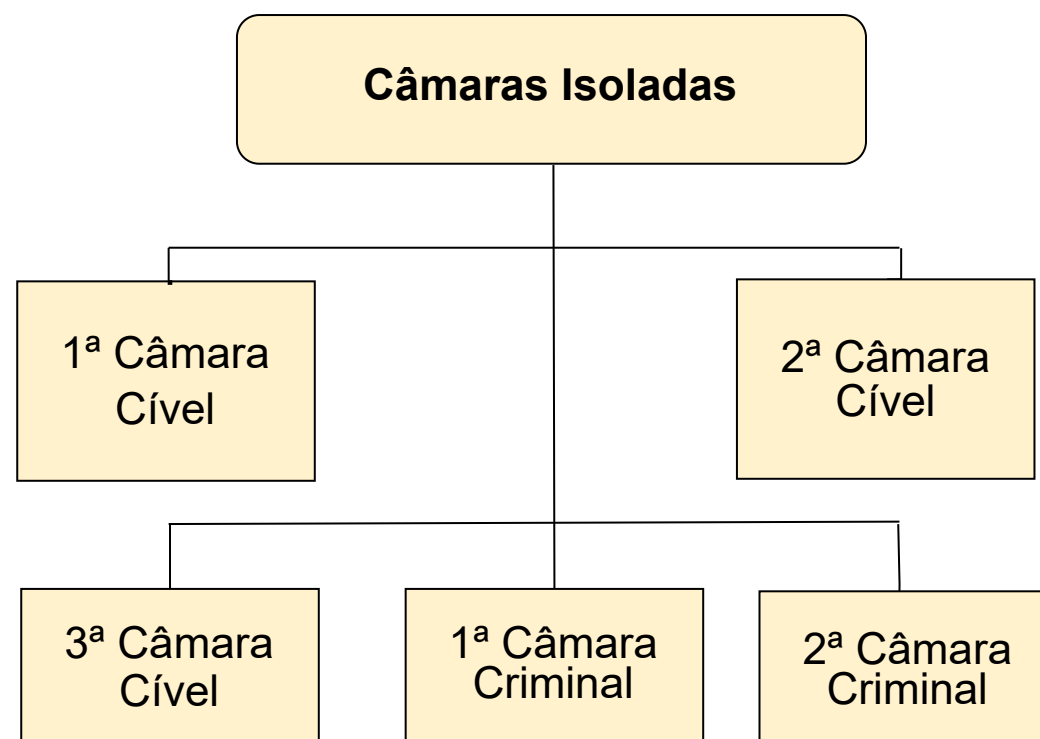 Câmaras Isoladas
1ª Câmara
Cível
2ª Câmara
Cível
3ª Câmara
Cível
1ª Câmara
Criminal
2ª Câmara
Criminal